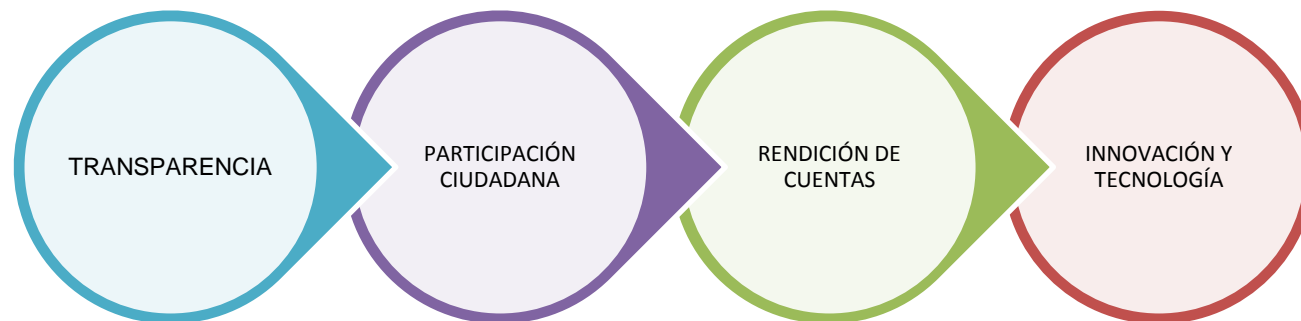 TRANSPARENCIA
PARTICIPACIÓN
CIUDADANA
RENDICIÓN DE
CUENTAS
INNOVACIÓN Y
TECNOLOGÍA